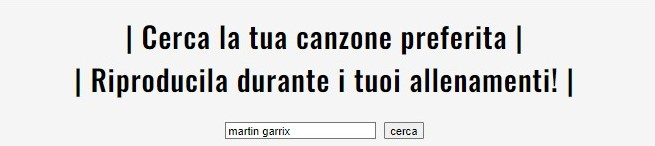 | Cerca la tua canzone preferita |
| Riproducila durante i tuoi allenamenti! |
martin garrix cerca